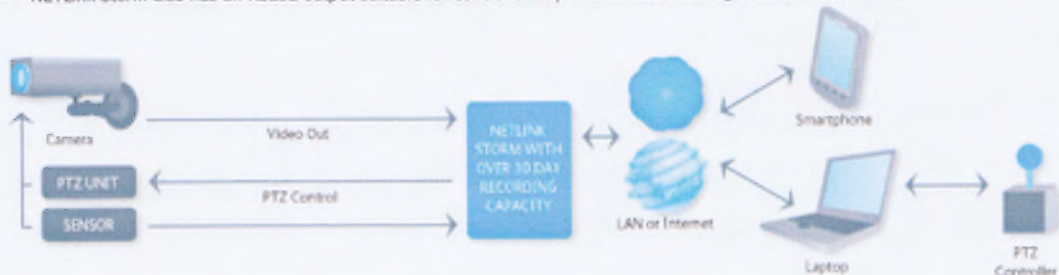 NETLINK
STORM WITH
OVER 30 DAY
RECORDING
CAPACITY
Camera
Video Out
PTZ UNIT
PTZ Control
SENSOR
LAN or Internet
Smartphone
Laptop
PTZ
Controller